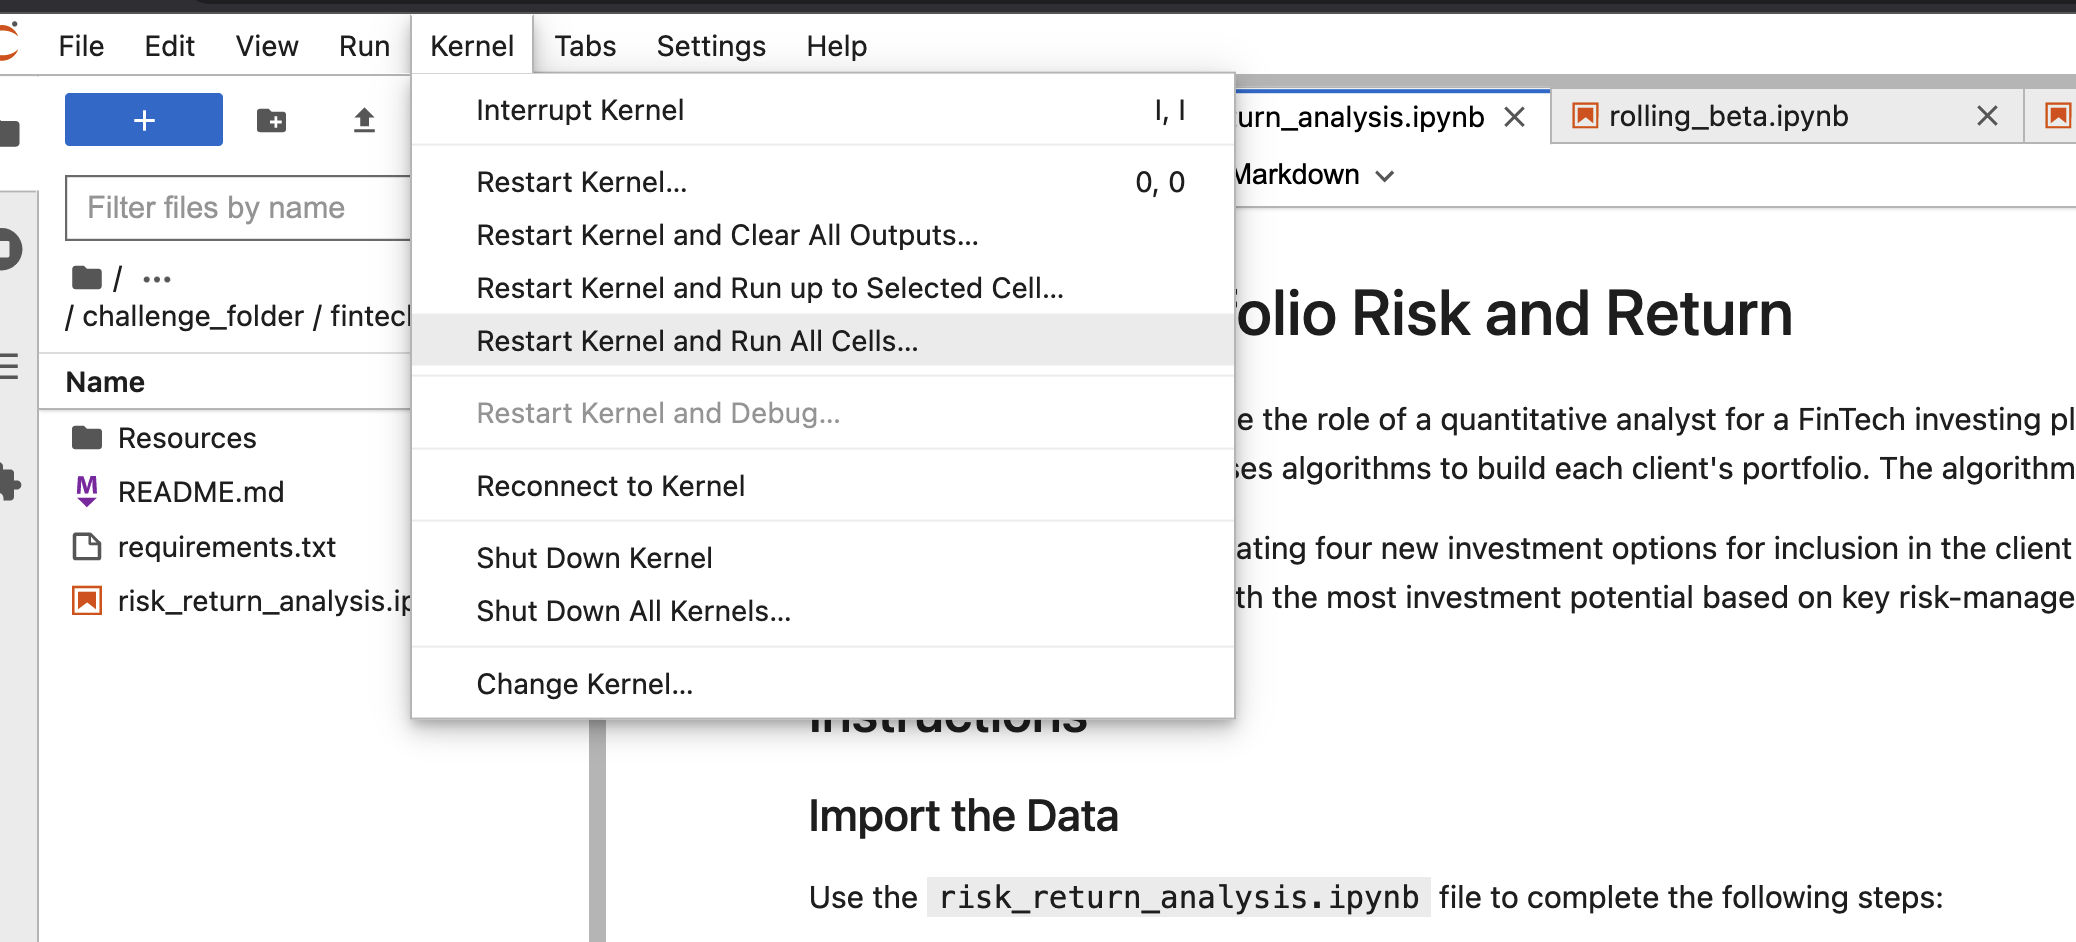 File Edit View Run Kernel Tabs Settings Help
Interrupt Kernel I, I
Restart Kernel... 0, 0
Restart Kernel and Clear All Outputs...
Restart Kernel and Run up to Selected Cell...
Restart Kernel and Run All Cells...
Restart Kernel and Debug...
Reconnect to Kernel
Shut Down Kernel
Shut Down All Kernels...
Change Kernel...
+
Filter files by name
/ ...
/ challenge_folder / fintech
Name
Resources
README.md
requirements.txt
risk_return_analysis.ip
urn_analysis.ipynb
rolling_beta.ipynb
Markdown
folio Risk and Return
e the role of a quantitative analyst for a FinTech investing pl
ses algorithms to build each client's portfolio. The algorithm
ating four new investment options for inclusion in the client
th the most investment potential based on key risk-manage
Instructions
Import the Data
Use the risk_return_analysis.ipynb file to complete the following steps: